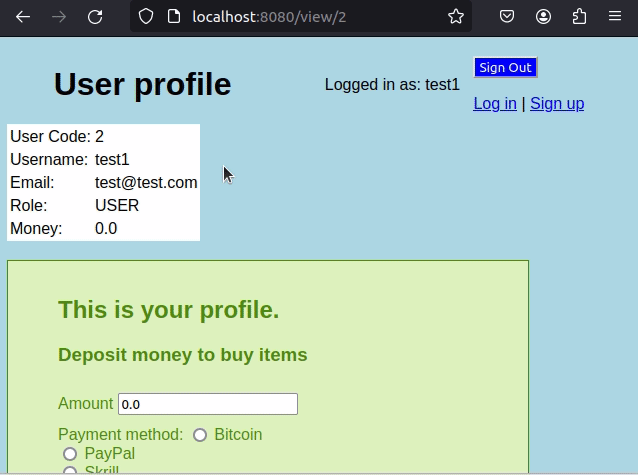 localhost:8080/view/2
User profile
Logged in as: test1
Sign Out
Log in | Sign up
User Code: 2
Username: test1
Email: test@test.com
Role: USER
Money: 0.0
This is your profile.
Deposit money to buy items
Amount 0.0
Payment method: Bitcoin
PayPal
Skrill